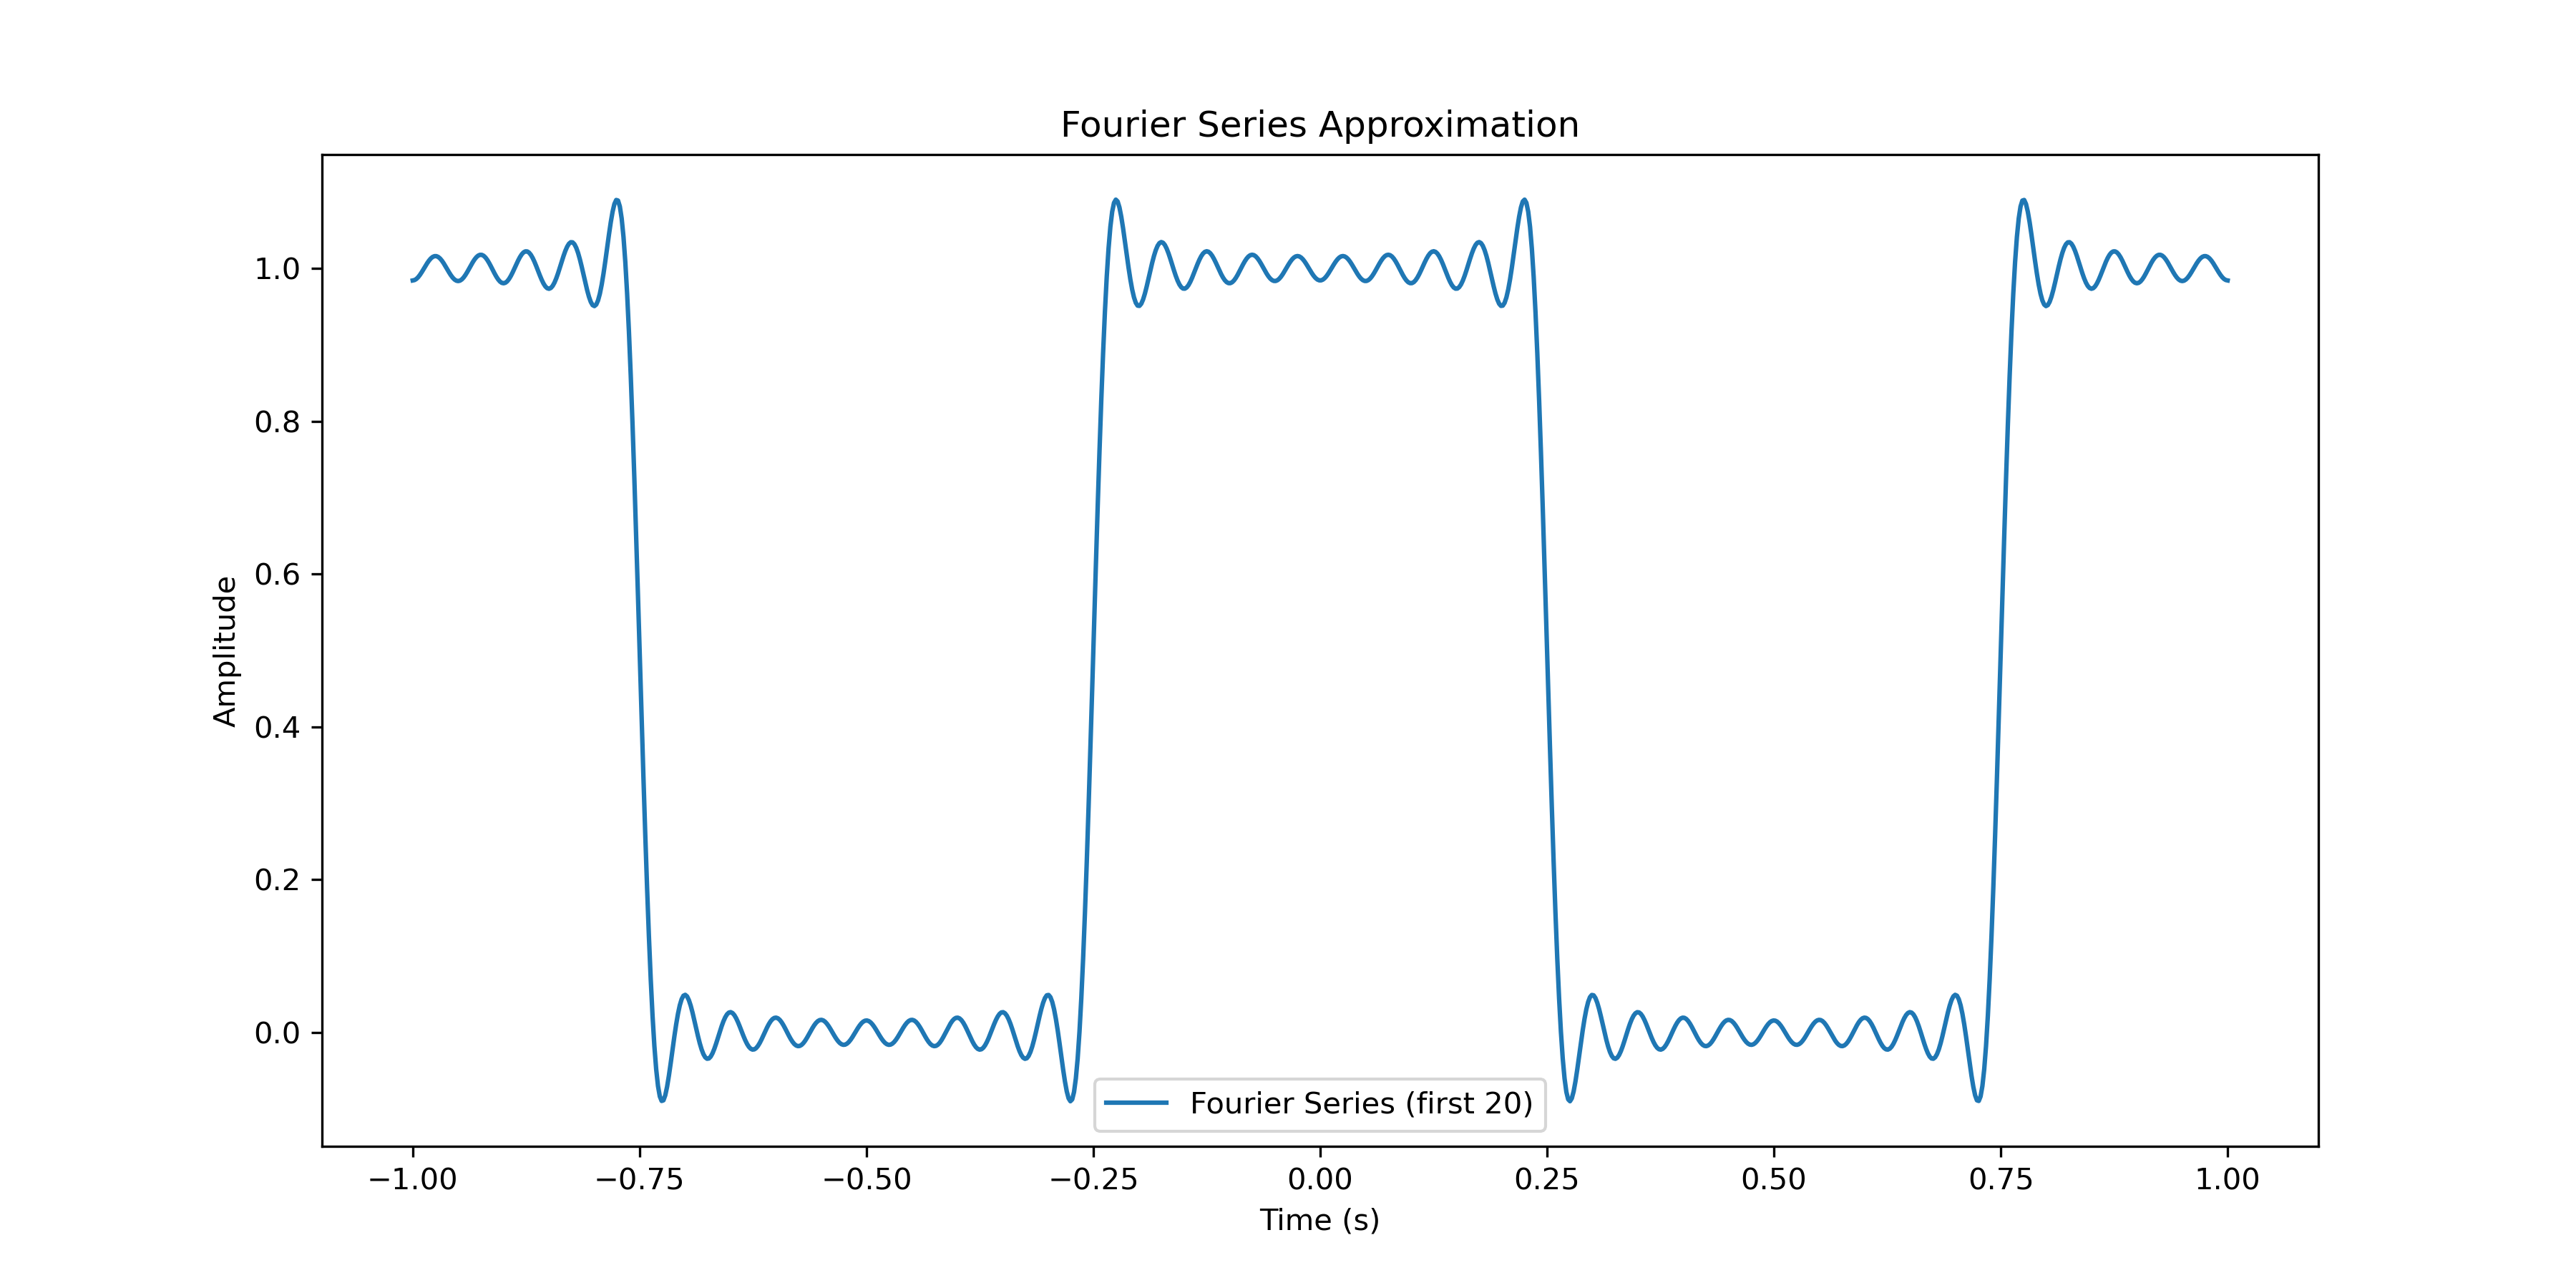 Fourier Series Approximation
1.0
0.8
0.6
0.4
0.2
0.0
Amplitude
Fourier Series (first 20)
−1.00 −0.75 −0.50 −0.25 0.00 0.25 0.50 0.75 1.00
Time (s)